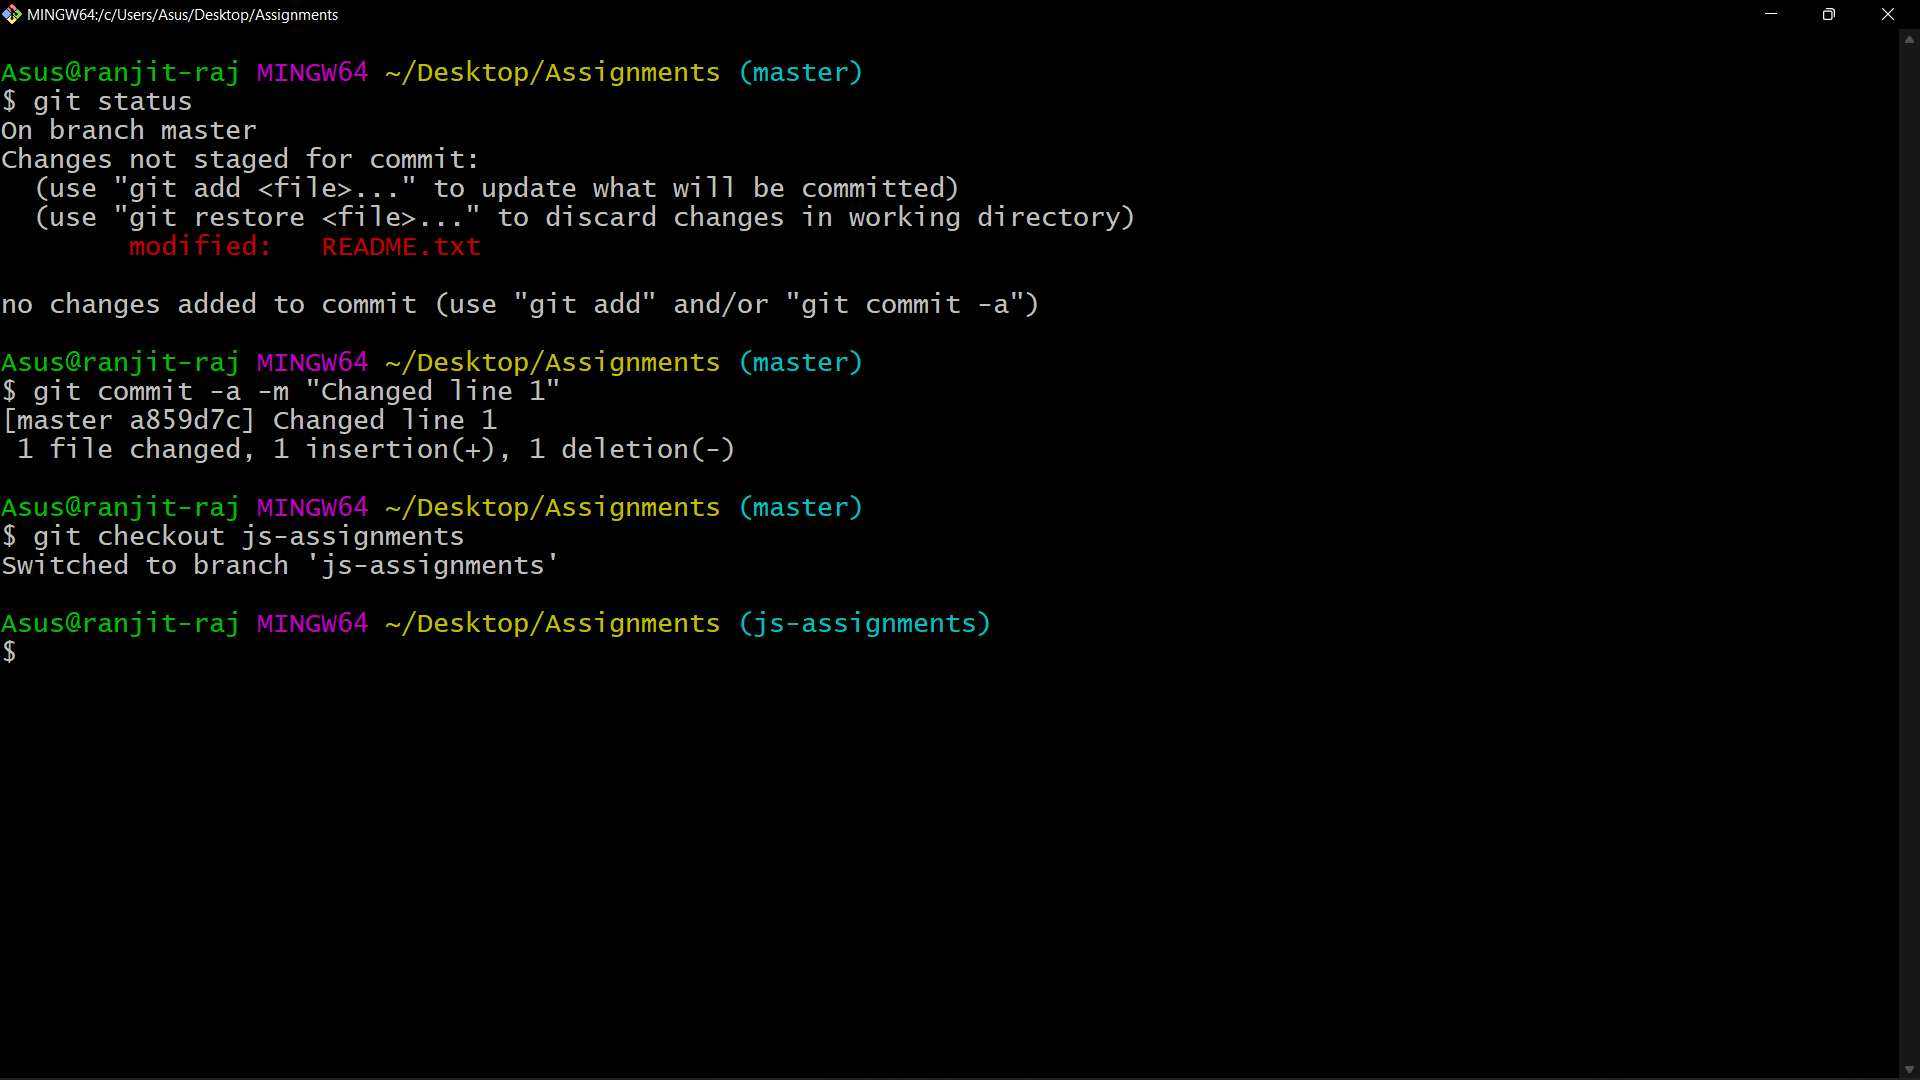 MINGW64:/c/Users/Asus/Desktop/Assignments
Asus@ranjit-raj MINGW64 ~/Desktop/Assignments (master)
$ git status
On branch master
Changes not staged for commit:
  (use "git add <file>..." to update what will be committed)
  (use "git restore <file>..." to discard changes in working directory)
        modified:   README.txt

no changes added to commit (use "git add" and/or "git commit -a")

Asus@ranjit-raj MINGW64 ~/Desktop/Assignments (master)
$ git commit -a -m "Changed line 1"
[master a859d7c] Changed line 1
 1 file changed, 1 insertion(+), 1 deletion(-)

Asus@ranjit-raj MINGW64 ~/Desktop/Assignments (master)
$ git checkout js-assignments
Switched to branch 'js-assignments'

Asus@ranjit-raj MINGW64 ~/Desktop/Assignments (js-assignments)
$